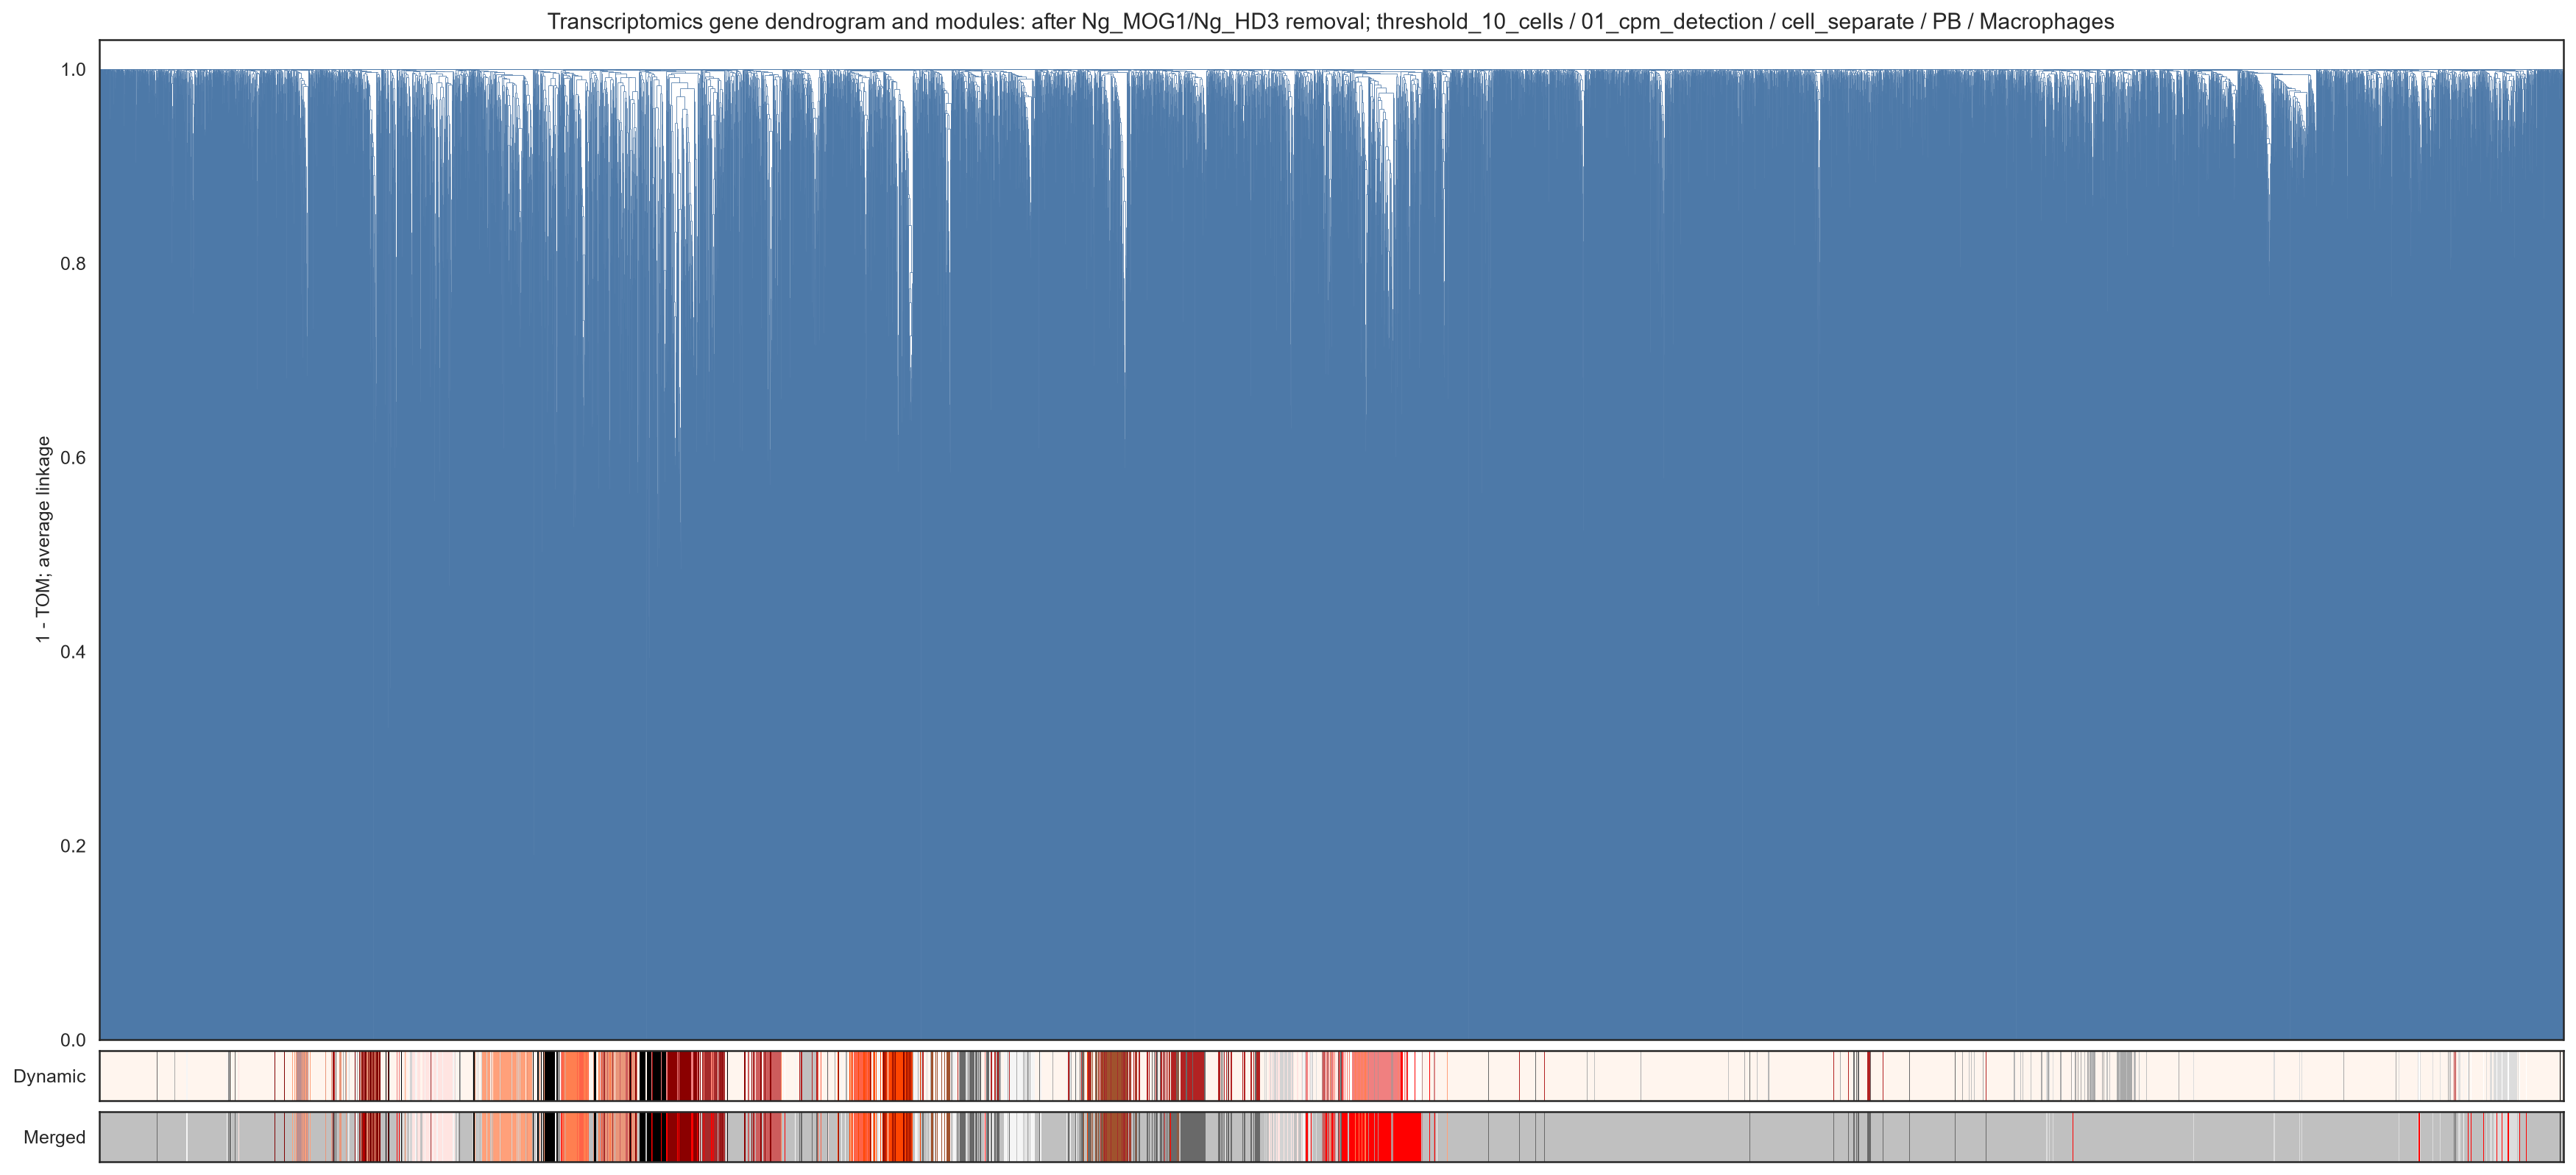 Transcriptomics gene dendrogram and modules: after Ng_MOG1/Ng_HD3 removal; threshold_10_cells / 01_cpm_detection / cell_separate / PB / Macrophages
1.0
0.8
0.6
0.4
0.2
0.0
1 - TOM; average linkage
Dynamic
Merged